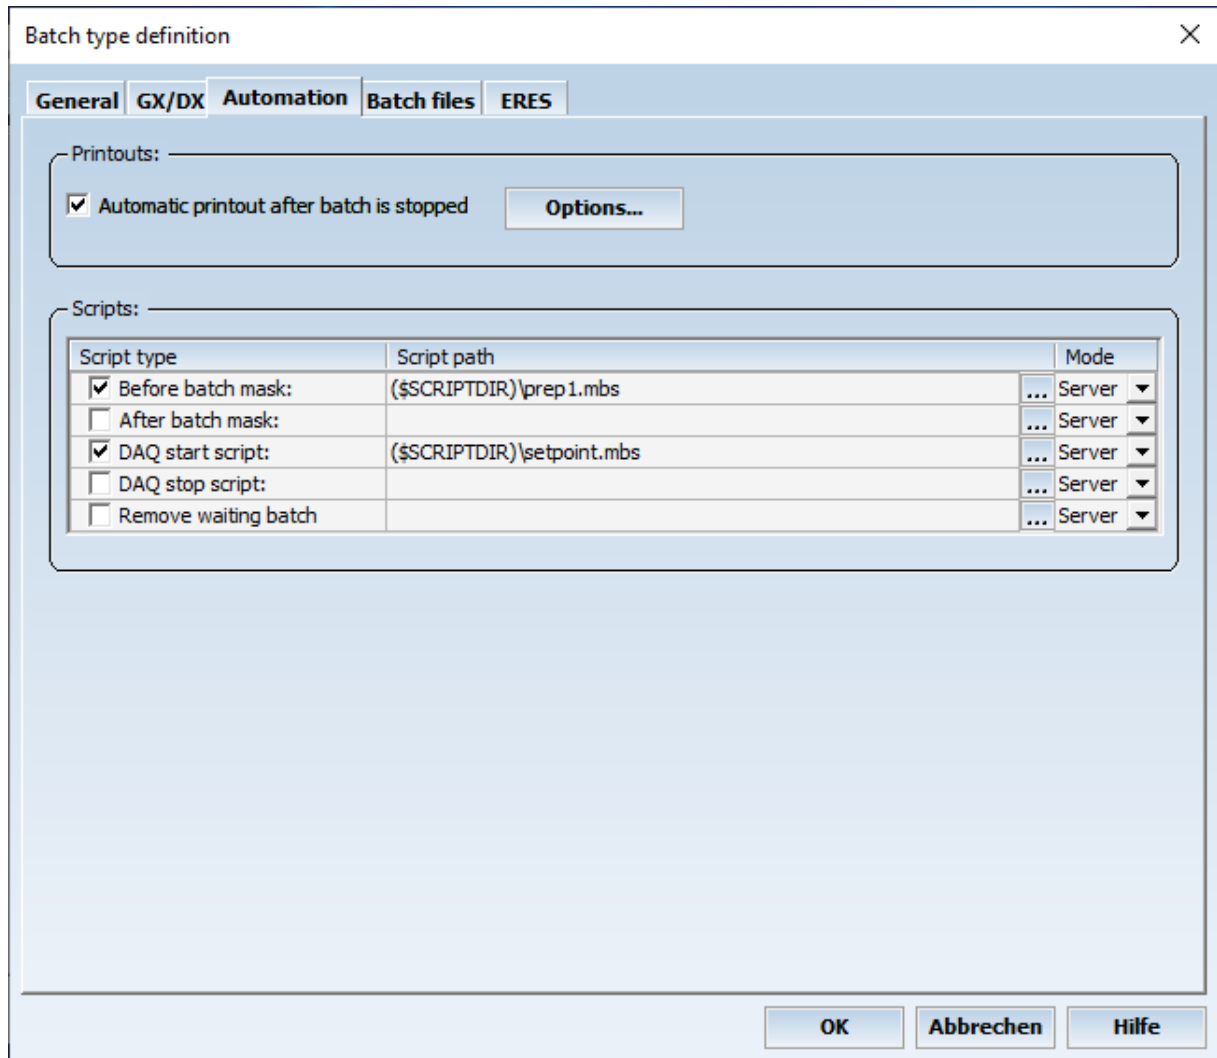 Batch type definition
General GX/DX Automation Batch files ERES
Printouts:
Automatic printout after batch is stopped Options...
Scripts:
Script type Script path Mode
Before batch mask: ($SCRIPTDIR)\prep1.mbs ... Server
After batch mask: ... Server
DAQ start script: ($SCRIPTDIR)\setpoint.mbs ... Server
DAQ stop script: ... Server
Remove waiting batch ... Server
OK Abbrechen Hilfe